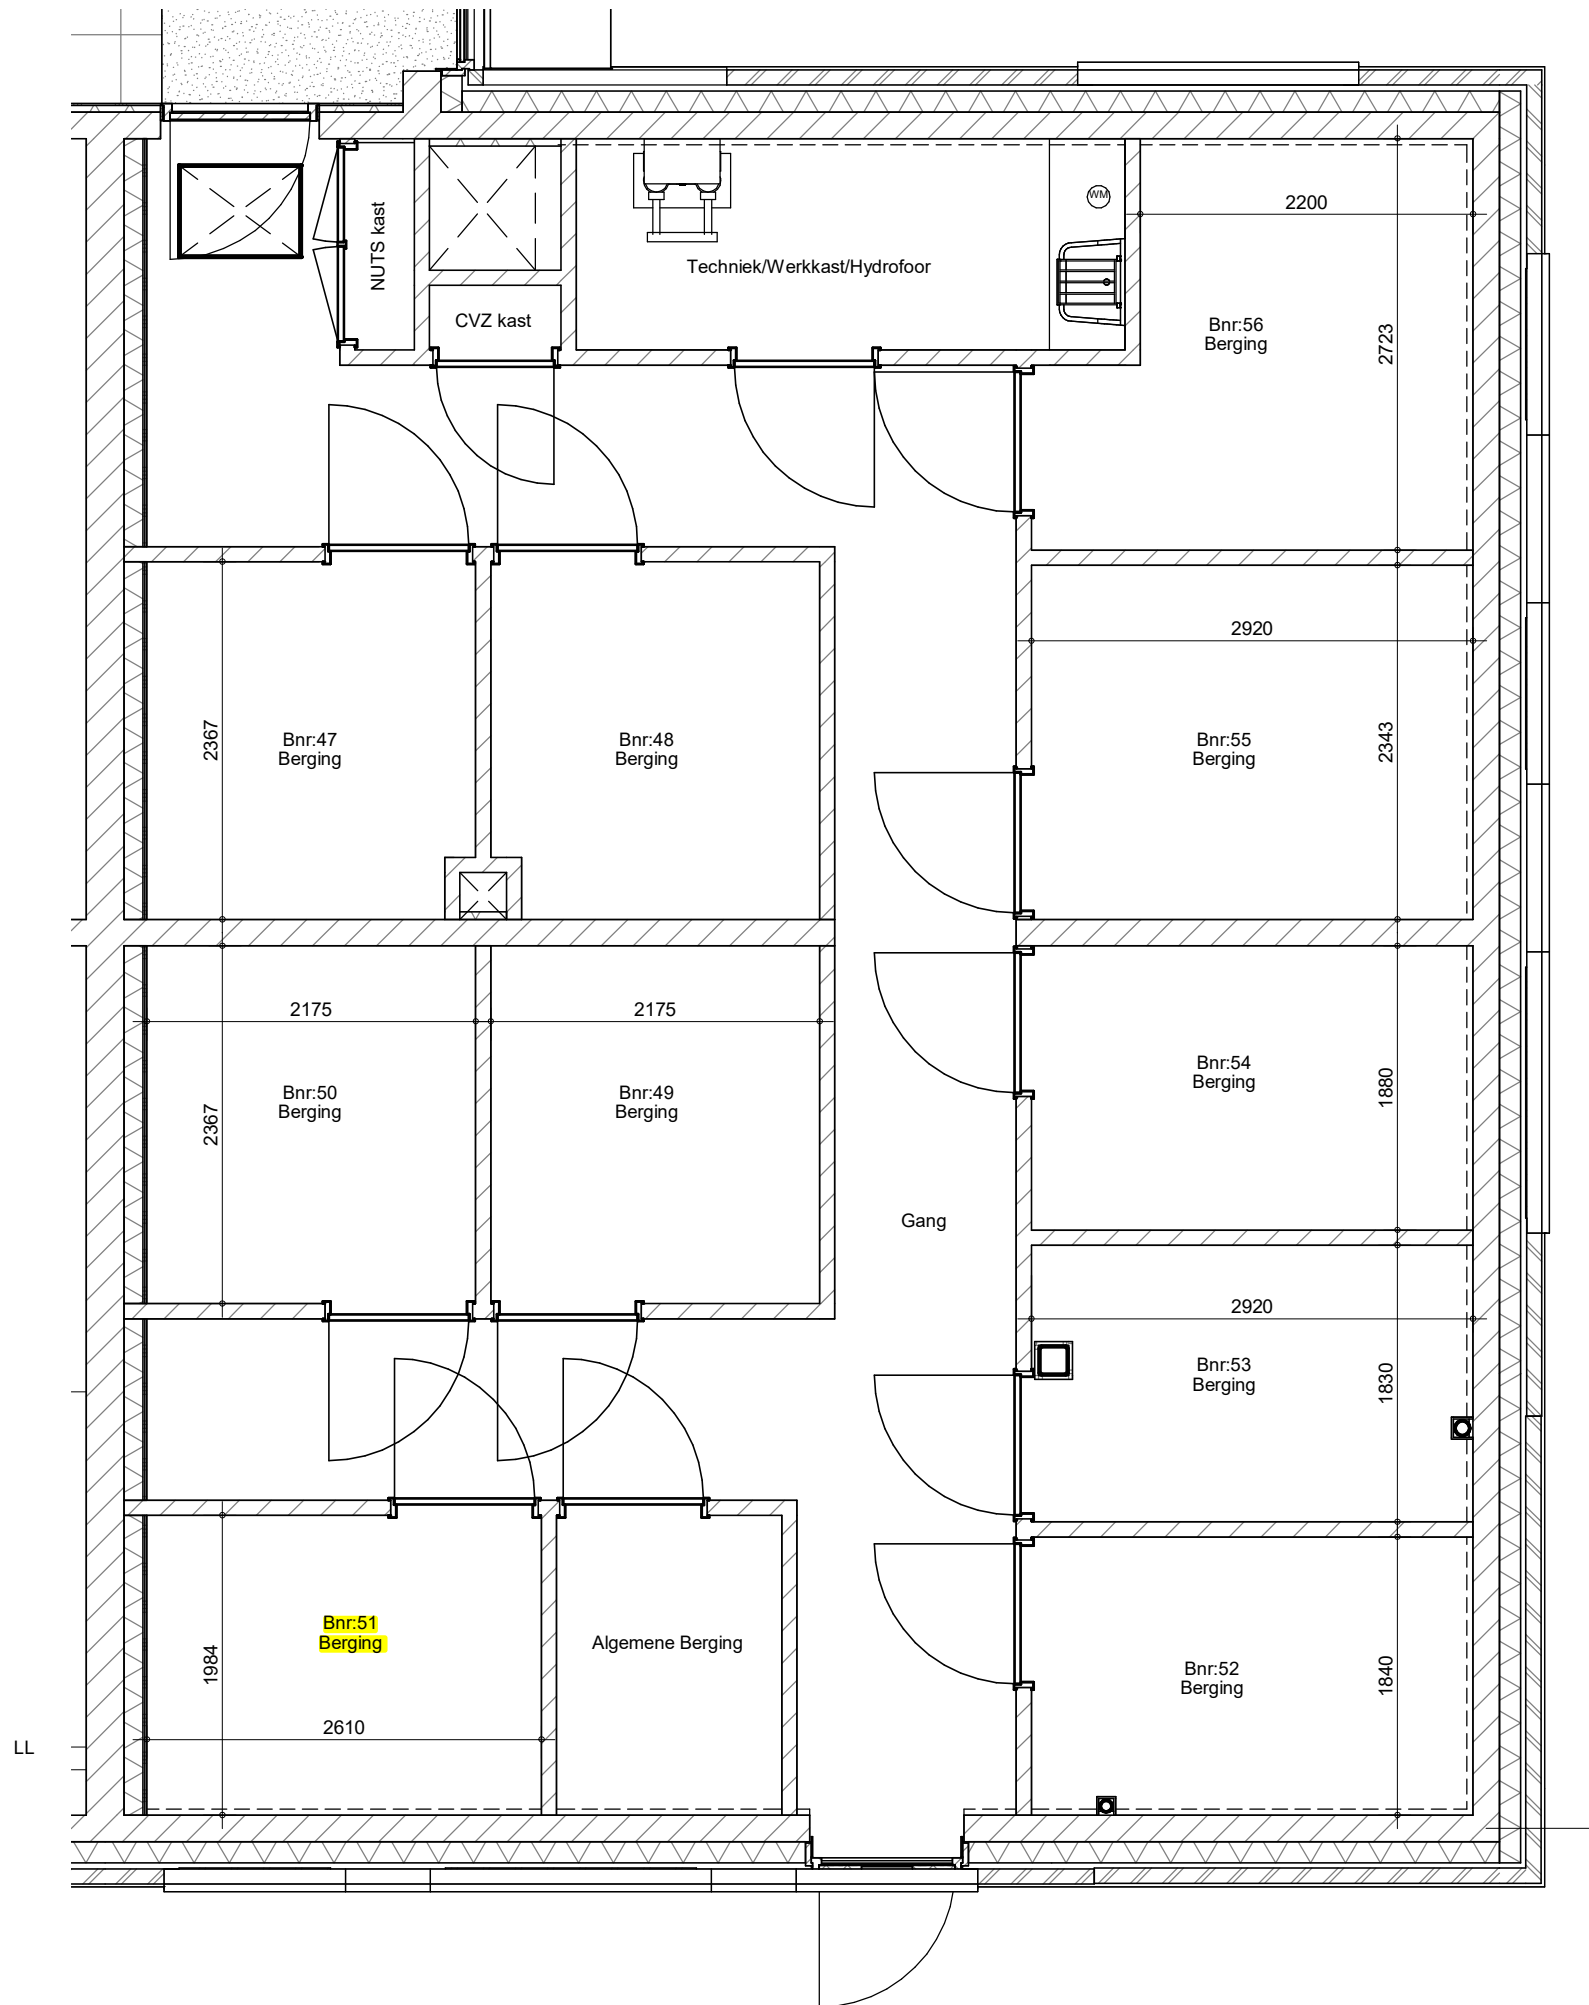 NUTS kast
CVZ kast
Techniek/Werkkast/Hydrofoor
WM
2200
Bnr:56
Berging
2723
2920
Bnr:55
Berging
2343
2367
Bnr:47
Berging
Bnr:48
Berging
2175
2175
Bnr:50
Berging
Bnr:49
Berging
2367
Bnr:54
Berging
1880
Gang
2920
Bnr:53
Berging
1830
Bnr:51
Berging
1984
2610
Algemene Berging
Bnr:52
Berging
1840
LL